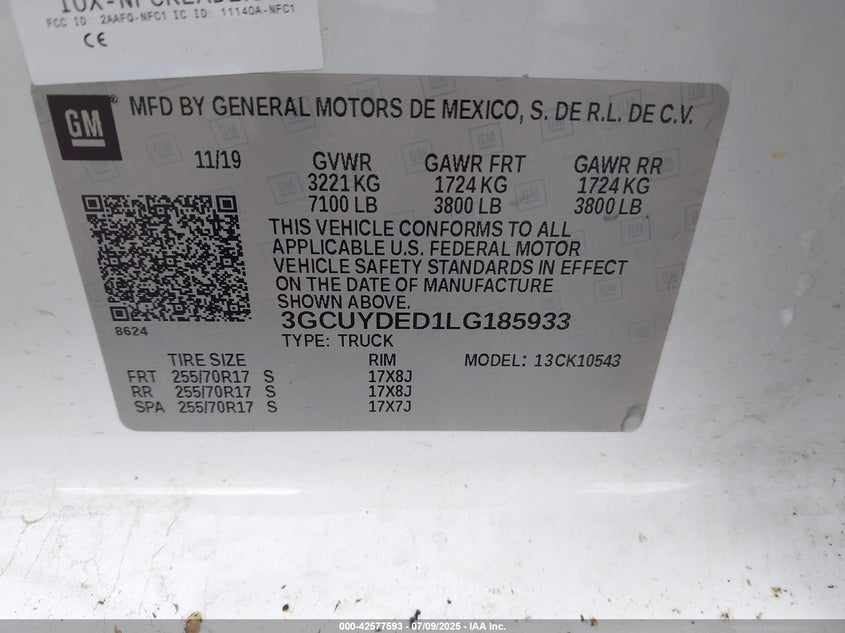 FCC ID: 2AAFQ-NFC1 IC ID: 11140A-NFC1
CE
GM
MFD BY GENERAL MOTORS DE MEXICO, S. DE R.L. DE C.V.
11/19 GVWR GAWR FRT GAWR RR
3221 KG 1724 KG 1724 KG
7100 LB 3800 LB 3800 LB
THIS VEHICLE CONFORMS TO ALL
APPLICABLE U.S. FEDERAL MOTOR
VEHICLE SAFETY STANDARDS IN EFFECT
ON THE DATE OF MANUFACTURE
SHOWN ABOVE.
3GCUYDED1LG185933
8624
TYPE: TRUCK
TIRE SIZE RIM MODEL: 13CK10543
FRT 255/70R17 S 17X8J
RR 255/70R17 S 17X8J
SPA 255/70R17 S 17X7J
000-42577593 - 07/09/2025 - IAA Inc.